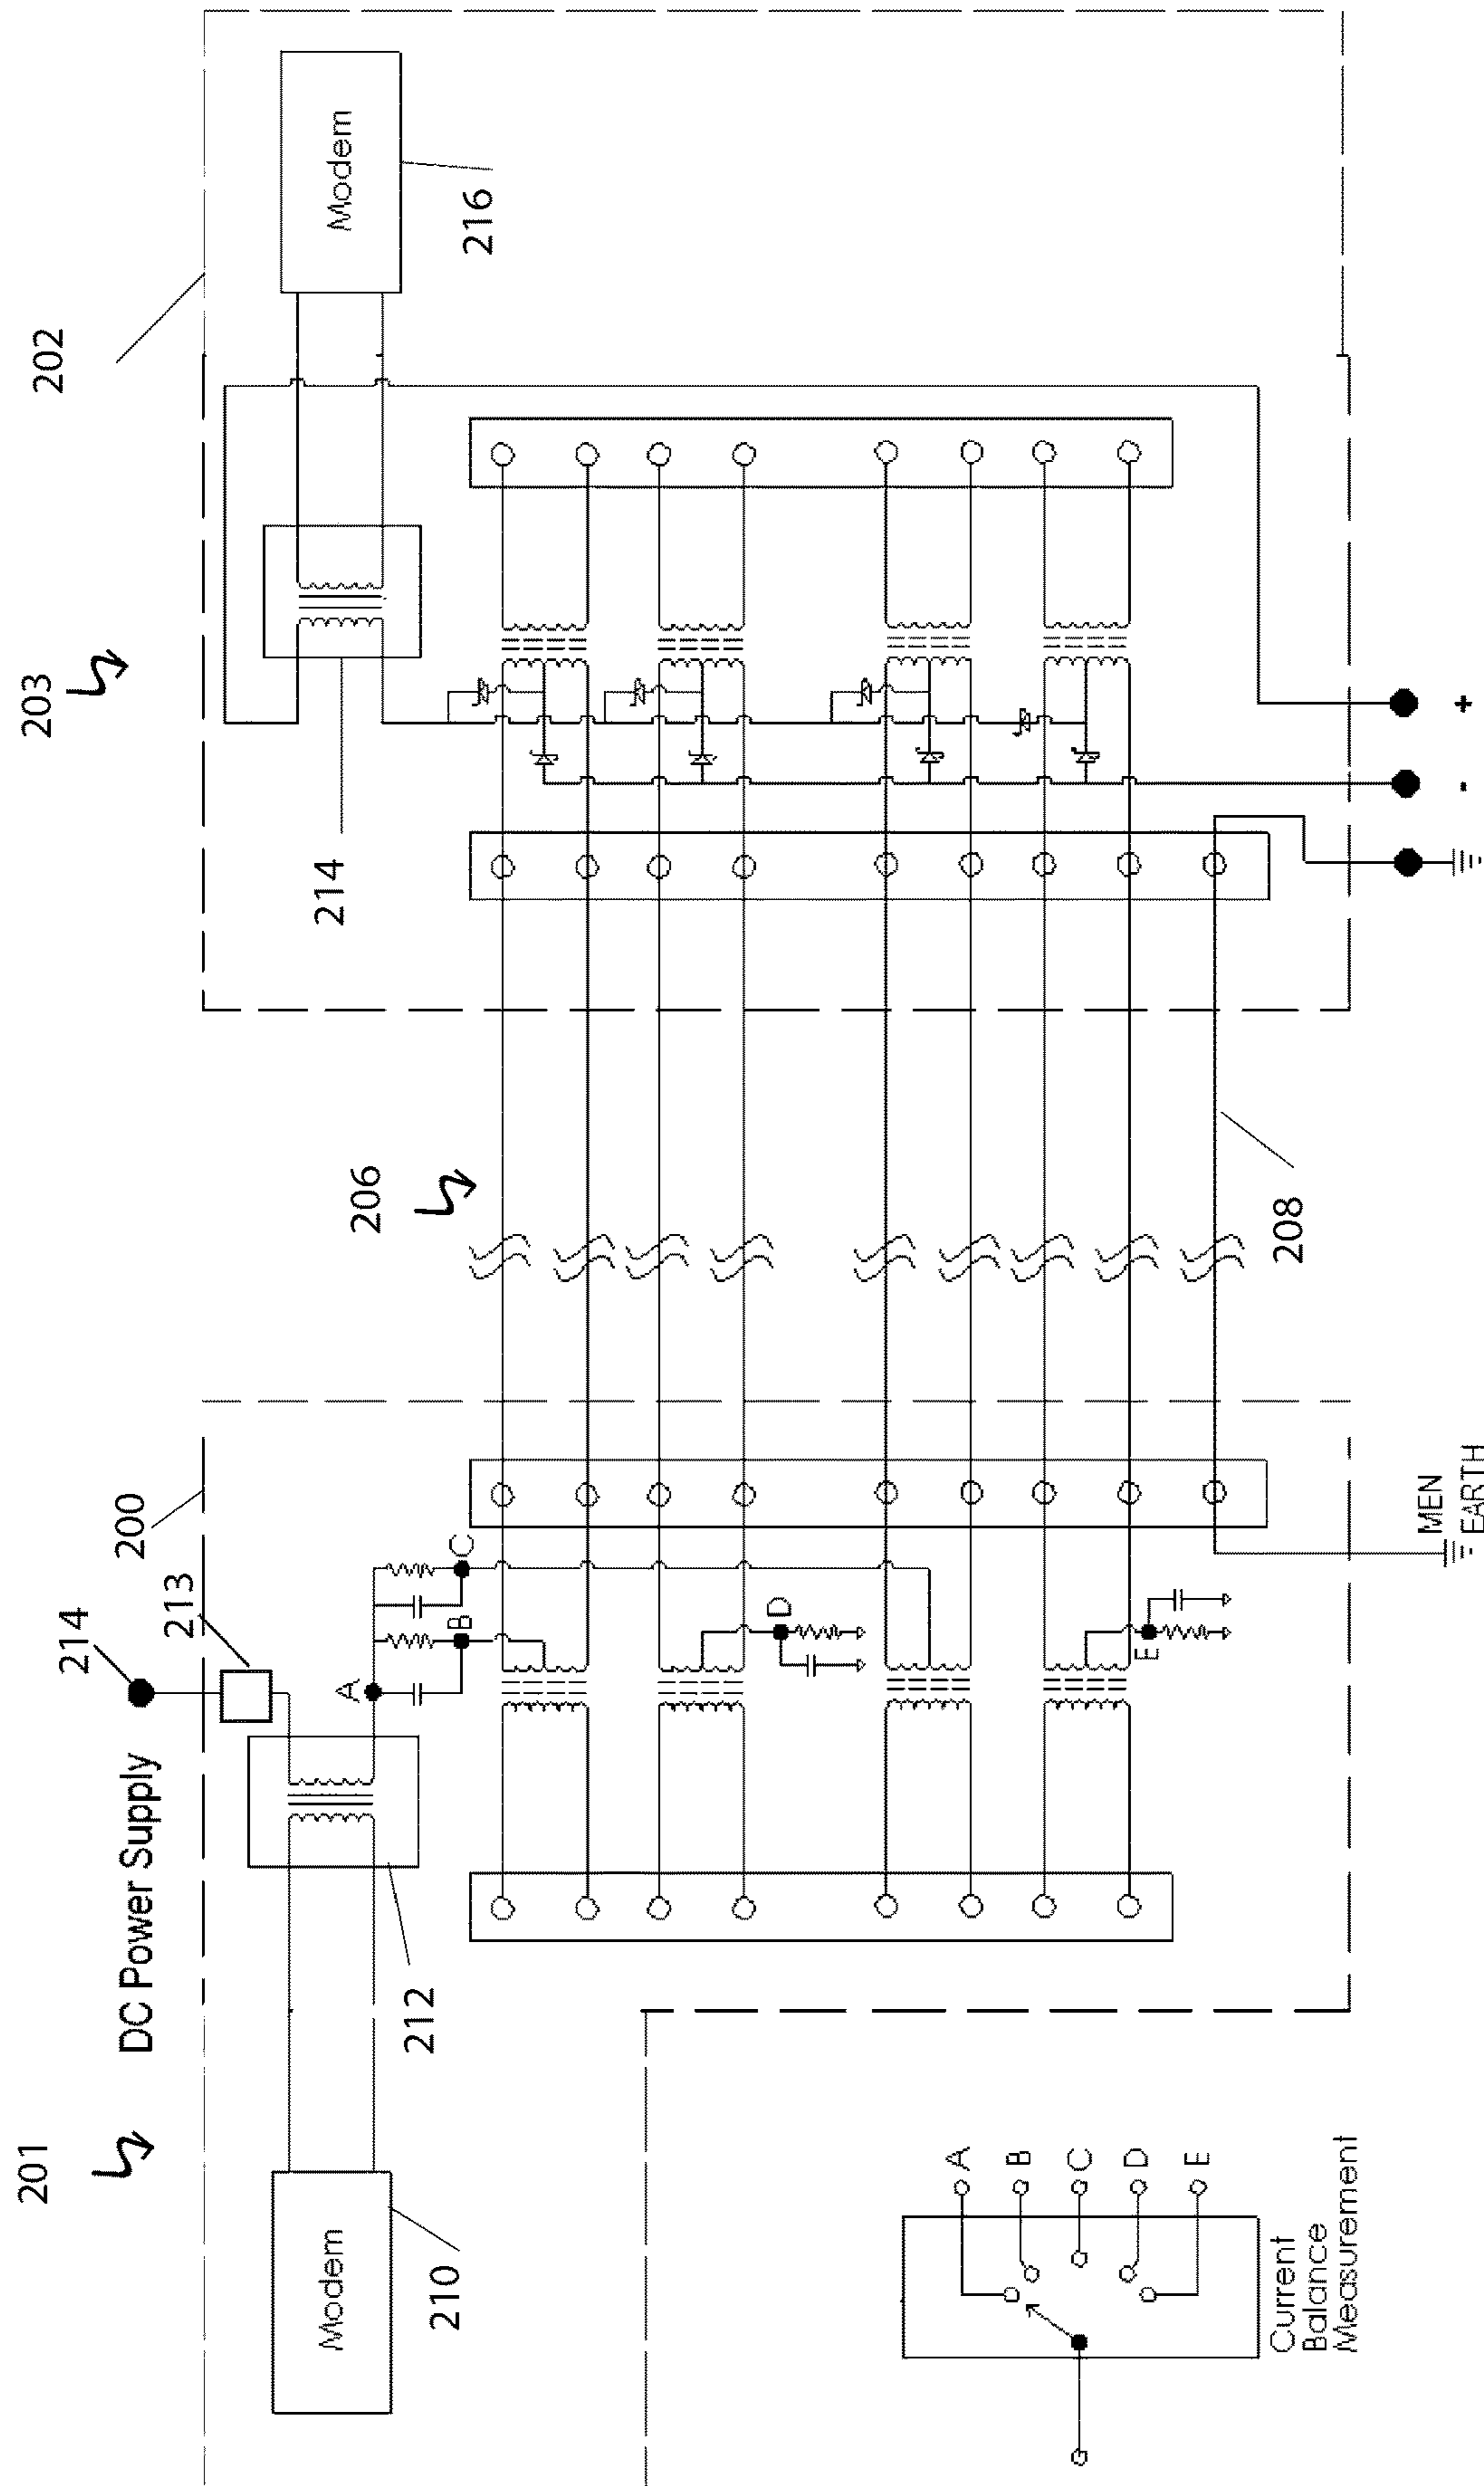 201
DC Power Supply
214
213
200
203
202
Modem
210
212
A
B
C
D
E
206
208
214
Modem
216
MEN
EARTH
-
+
A
B
C
D
E
Current
Balance
Measurement